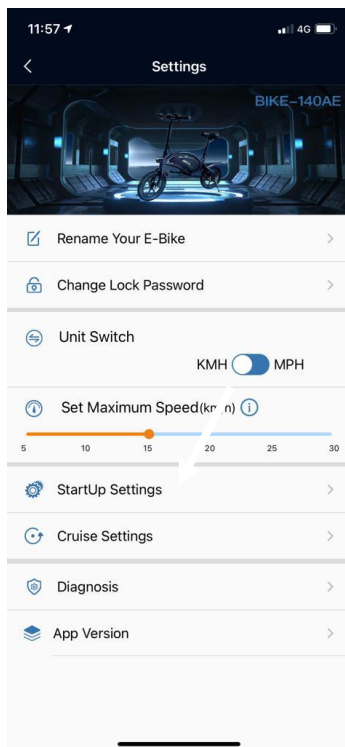 11:57
4G
Settings
BIKE-140AE
Rename Your E-Bike
Change Lock Password
Unit Switch
KMH MPH
Set Maximum Speed
5 10 15 20 25 30
StartUp Settings
Cruise Settings
Diagnosis
App Version